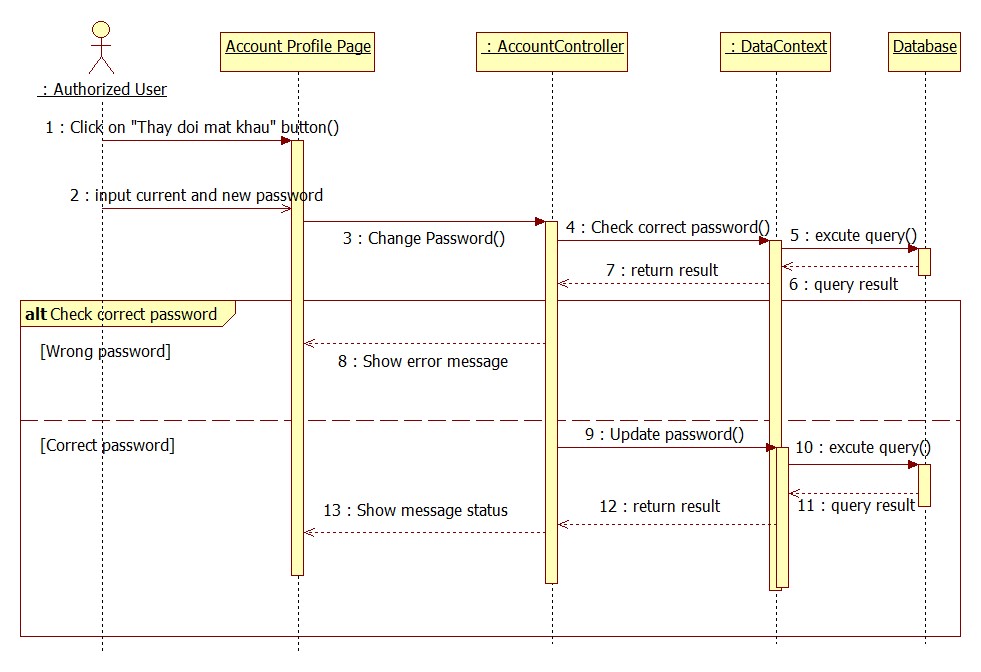 : Authorized User
Account Profile Page
: AccountController
: DataContext
Database
1 : Click on "Thay doi mat khau" button()
2 : input current and new password
3 : Change Password()
4 : Check correct password()
5 : excute query()
6 : query result
7 : return result
alt Check correct password
[Wrong password]
8 : Show error message
[Correct password]
9 : Update password()
10 : excute query()
11 : query result
12 : return result
13 : Show message status